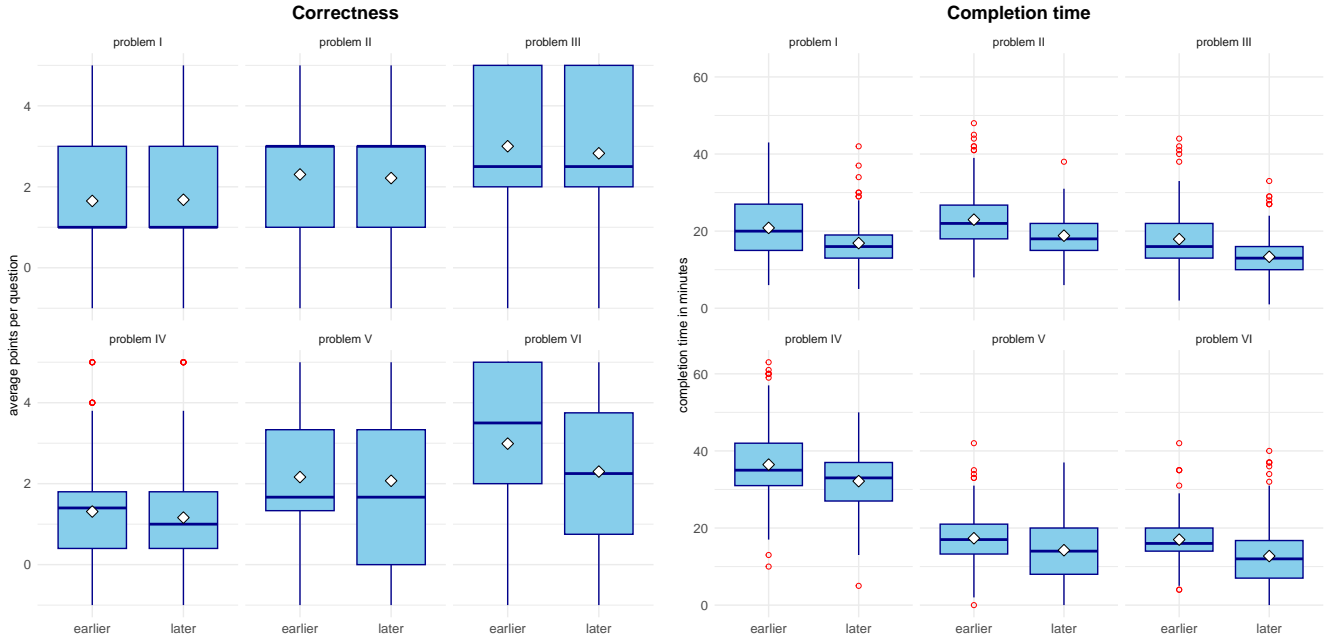 Correctness
problem I
problem II
problem III
4
2
0
problem IV
problem V
problem VI
4
2
0
earlier
later
earlier
later
earlier
later
average points per question
Completion time
problem I
problem II
problem III
60
40
20
0
problem IV
problem V
problem VI
60
40
20
0
earlier
later
earlier
later
earlier
later
completion time in minutes